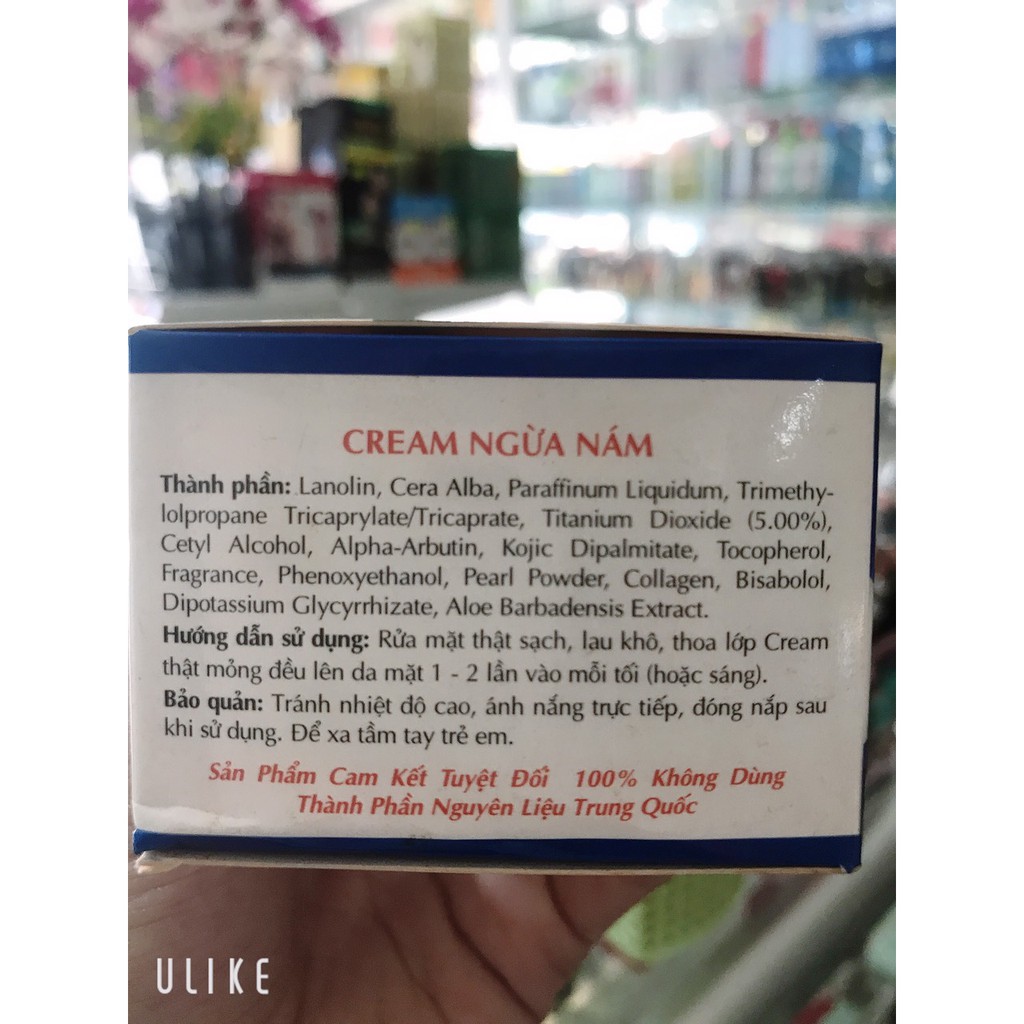 CREAM NGỪA NÁM
Thành phần: Lanolin, Cera Alba, Paraffinum Liquidum, Trimethy-
lolpropane Tricaprylate/Tricaprate, Titanium Dioxide (5.00%),
Cetyl Alcohol, Alpha-Arbutin, Kojic Dipalmitate, Tocopherol,
Fragrance, Phenoxyethanol, Pearl Powder, Collagen, Bisabolol,
Dipotassium Glycyrrhizate, Aloe Barbadensis Extract.
Hướng dẫn sử dụng: Rửa mặt thật sạch, lau khô, thoa lớp Cream
thật mỏng đều lên da mặt 1 - 2 lần vào mỗi tối (hoặc sáng).
Bảo quản: Tránh nhiệt độ cao, ánh nắng trực tiếp, đóng nắp sau
khi sử dụng. Để xa tầm tay trẻ em.
Sản Phẩm Cam Kết Tuyệt Đối 100% Không Dùng
Thành Phần Nguyên Liệu Trung Quốc
ULIKE